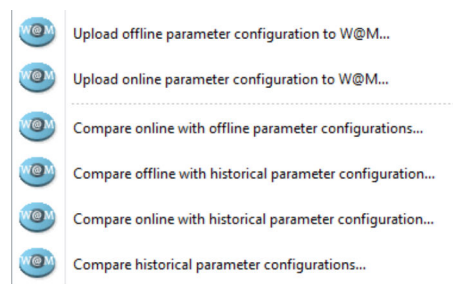 W@M Upload offline parameter configuration to W@M...
W@M Upload online parameter configuration to W@M...
W@M Compare online with offline parameter configurations...
W@M Compare offline with historical parameter configuration...
W@M Compare online with historical parameter configuration...
W@M Compare historical parameter configurations...